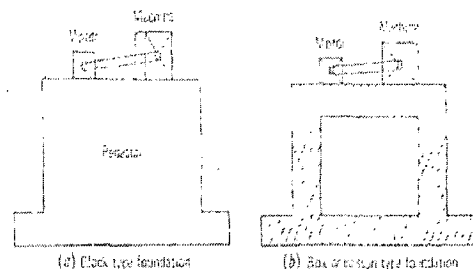 Machine
Motor
Pedestal
(a) Block type foundation
Machine
Motor
(b) Box or caisson type foundation